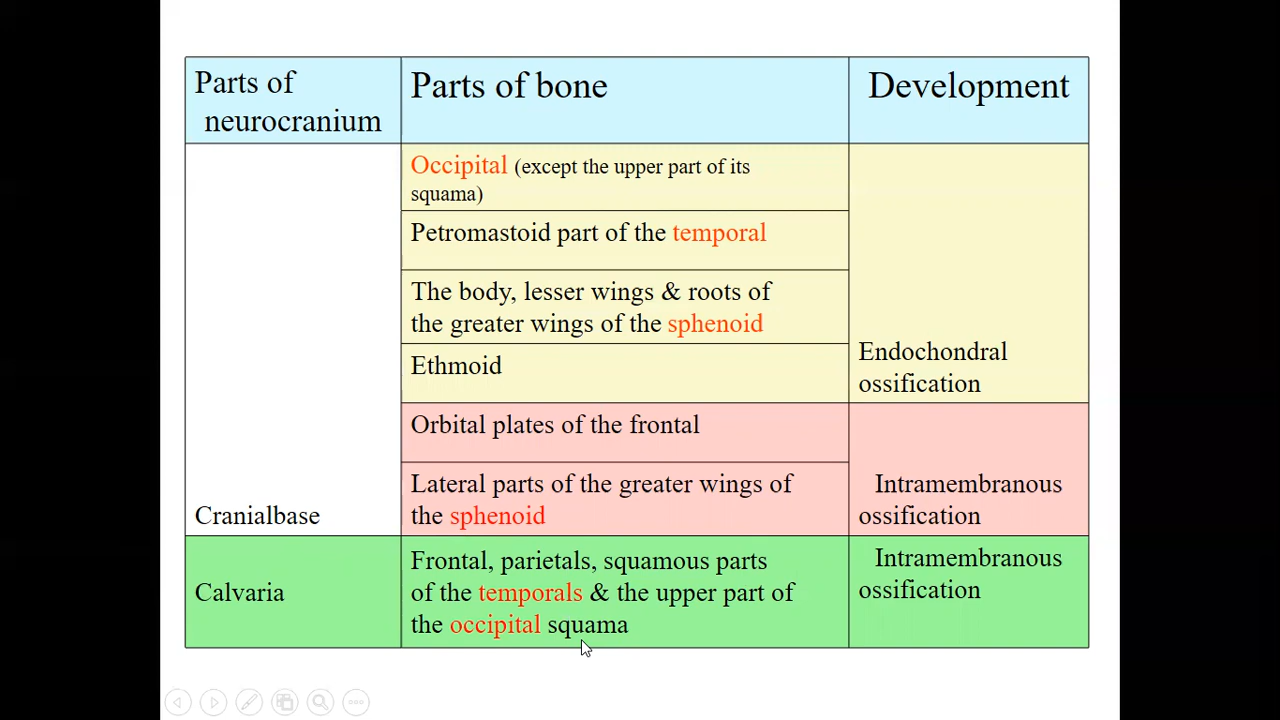 Parts of
neurocranium
Parts of bone
Development
Occipital (except the upper part of its
squama)
Petromastoid part of the temporal
The body, lesser wings & roots of
the greater wings of the sphenoid
Ethmoid
Endochondral
ossification
Orbital plates of the frontal
Lateral parts of the greater wings of
the sphenoid
Intramembranous
ossification
Cranialbase
Calvaria
Frontal, parietals, squamous parts
of the temporals & the upper part of
the occipital squama
Intramembranous
ossification